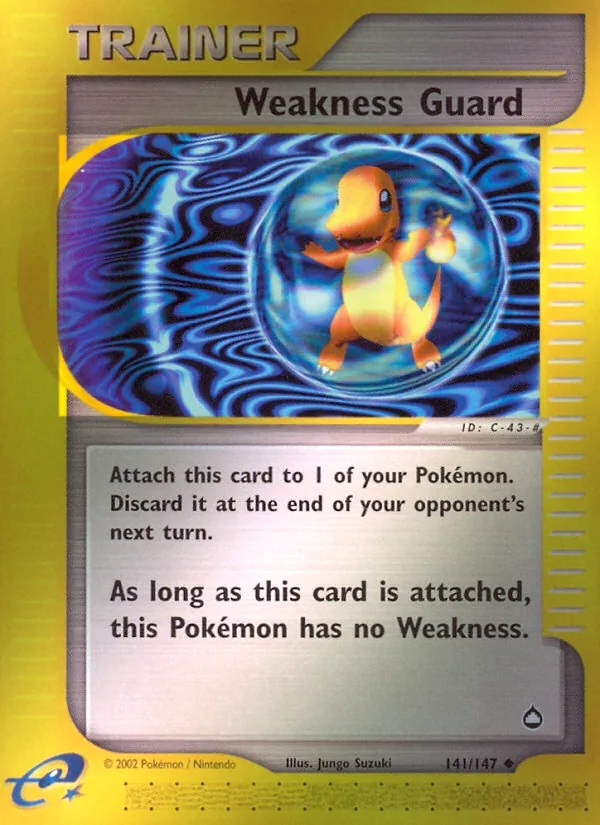 TRAINER
Weakness Guard
ID: C-43-#
Attach this card to 1 of your Pokémon.
Discard it at the end of your opponent's
next turn.
As long as this card is attached,
this Pokémon has no Weakness.
© 2002 Pokémon / Nintendo
Illus. Jungo Suzuki
141/147
e